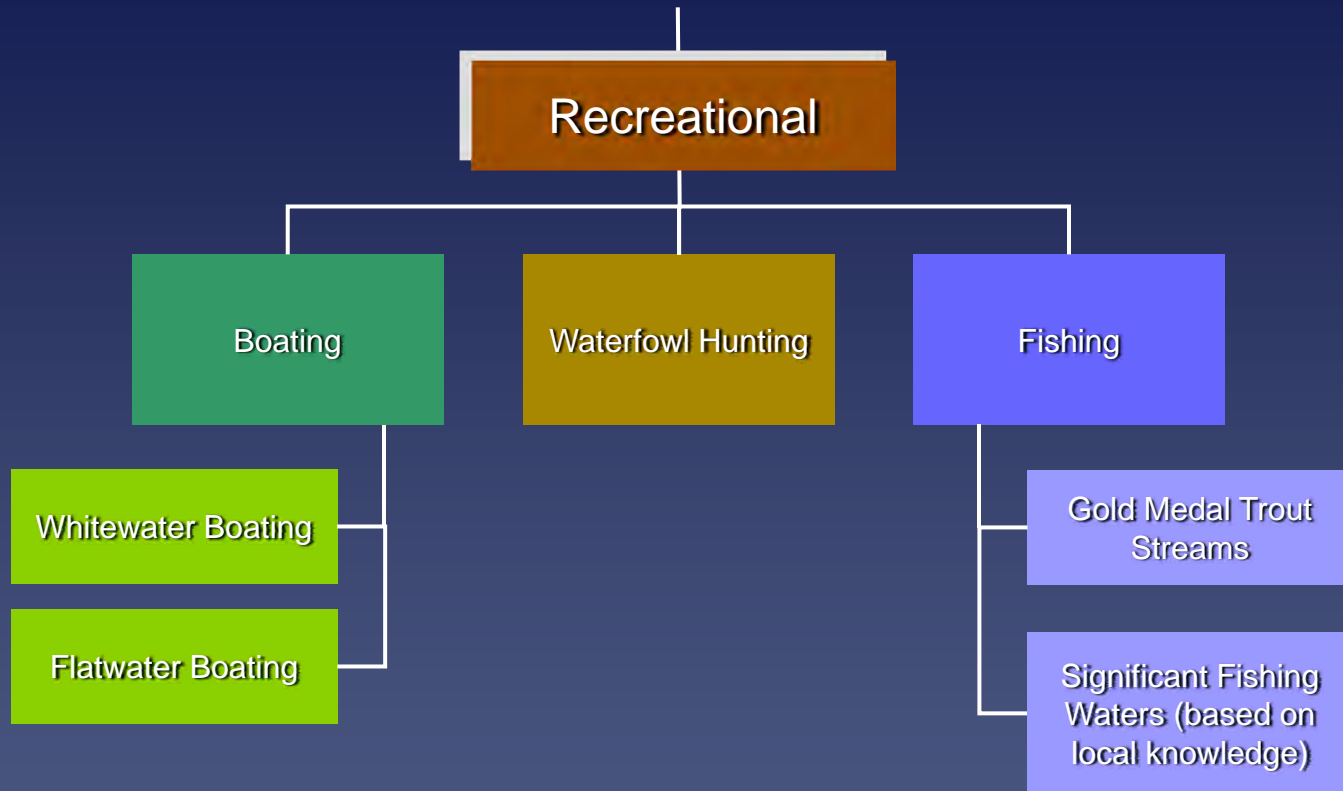 Recreational
Boating
Waterfowl Hunting
Fishing
Whitewater Boating
Flatwater Boating
Gold Medal Trout
Streams
Significant Fishing
Waters (based on
local knowledge)